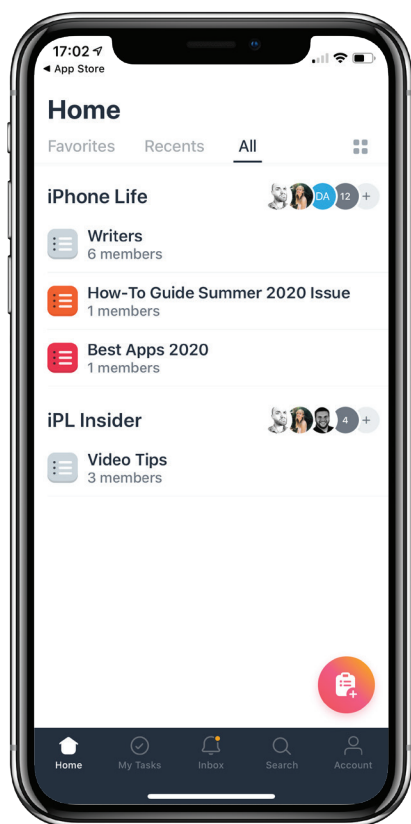 17:02
◀ App Store
Home
Favorites Recents All
iPhone Life DA 12 +
Writers
6 members
How-To Guide Summer 2020 Issue
1 members
Best Apps 2020
1 members
iPL Insider 4 +
Video Tips
3 members
Home My Tasks Inbox Search Account